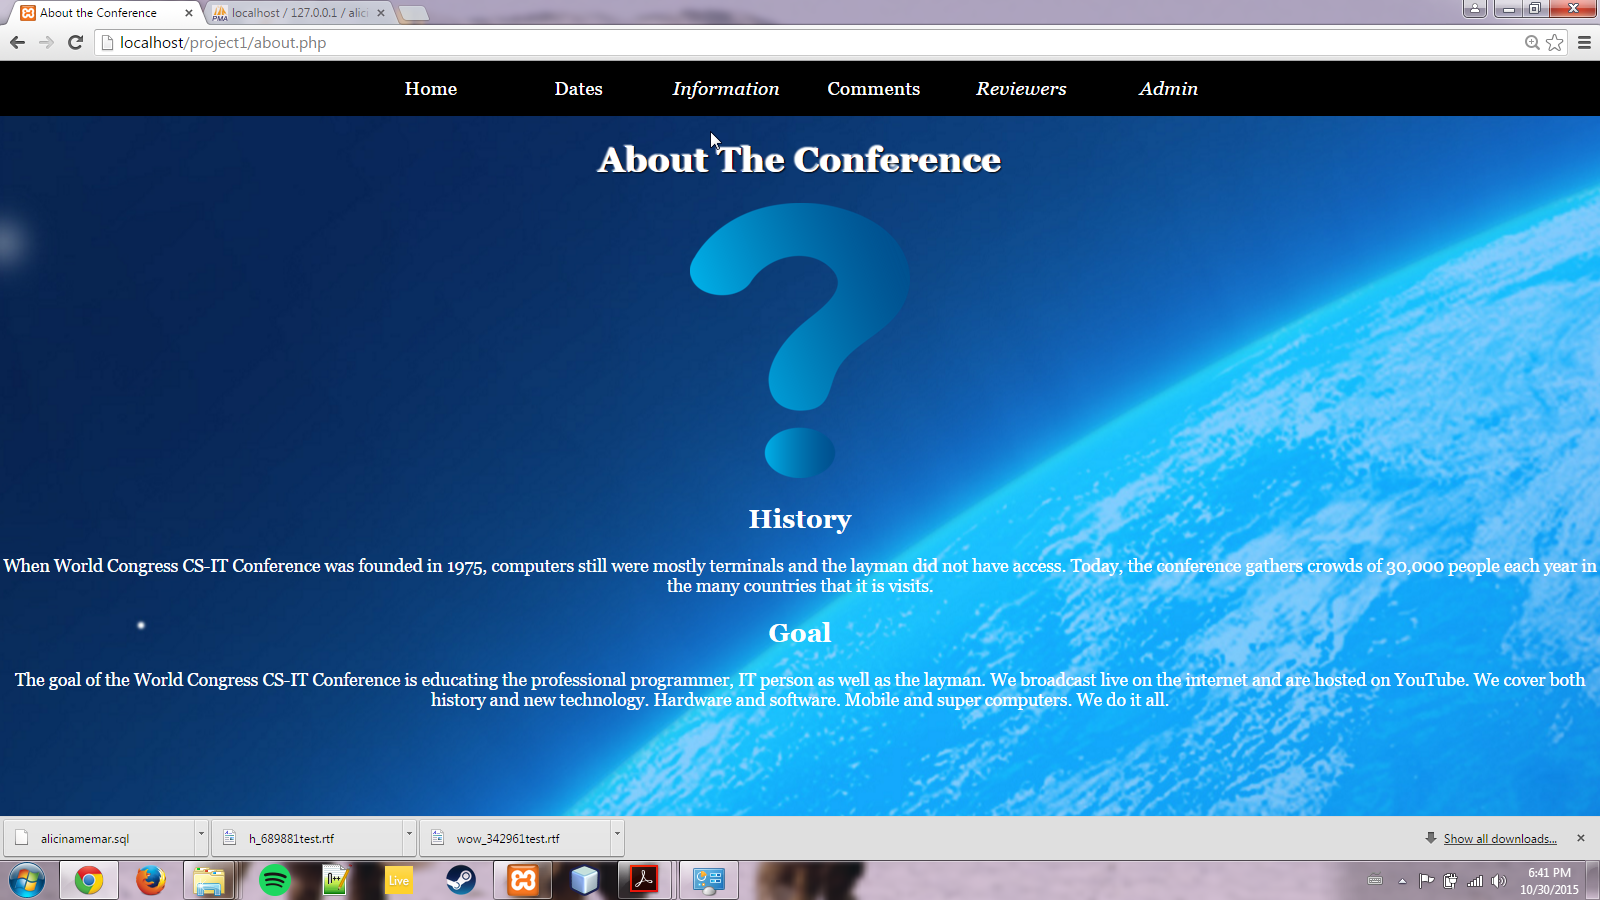 About the Conference
localhost / 127.0.0.1 / alici
localhost/project1/about.php
Home Dates Information Comments Reviewers Admin
About The Conference
History
When World Congress CS-IT Conference was founded in 1975, computers still were mostly terminals and the layman did not have access. Today, the conference gathers crowds of 30,000 people each year in
the many countries that it is visits.
Goal
The goal of the World Congress CS-IT Conference is educating the professional programmer, IT person as well as the layman. We broadcast live on the internet and are hosted on YouTube. We cover both
history and new technology. Hardware and software. Mobile and super computers. We do it all.
alicinamemar.sql
h_689881test.rtf
wow_342961test.rtf
Show all downloads...
Live
6:41 PM
10/30/2015